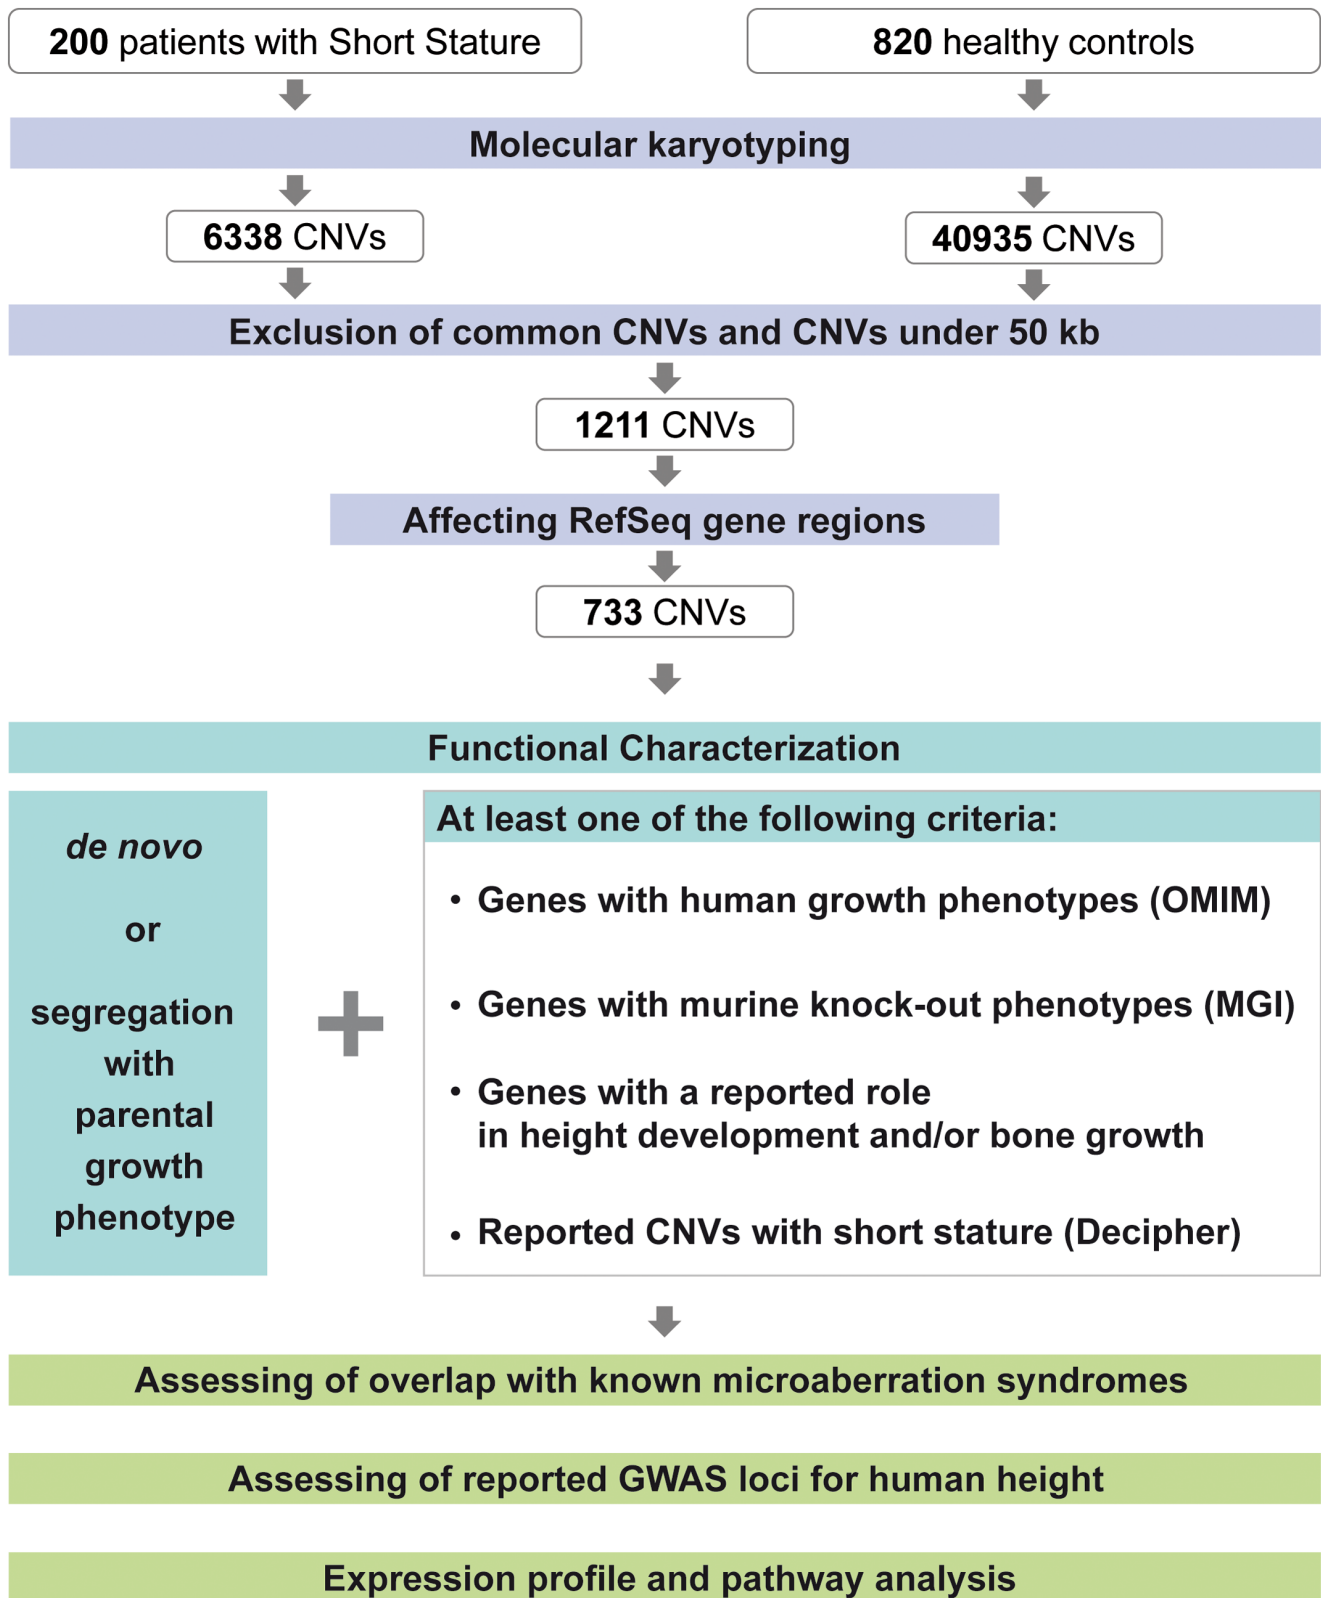 200 patients with Short Stature
820 healthy controls
Molecular karyotyping
6338 CNVs
40935 CNVs
Exclusion of common CNVs and CNVs under 50 kb
1211 CNVs
Affecting RefSeq gene regions
733 CNVs
Functional Characterization
de novo
or
segregation
with
parental
growth
phenotype
At least one of the following criteria:
• Genes with human growth phenotypes (OMIM)
• Genes with murine knock-out phenotypes (MGI)
• Genes with a reported role
in height development and/or bone growth
• Reported CNVs with short stature (Decipher)
Assessing of overlap with known microaberration syndromes
Assessing of reported GWAS loci for human height
Expression profile and pathway analysis